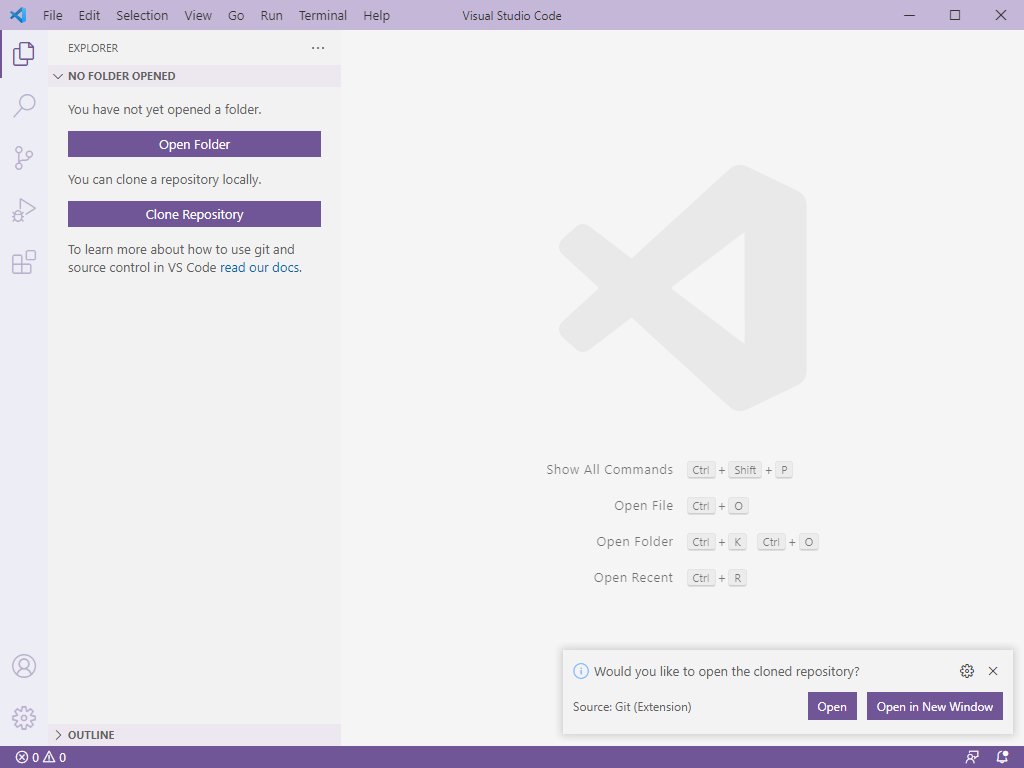 File Edit Selection View Go Run Terminal Help Visual Studio Code
EXPLORER
NO FOLDER OPENED
You have not yet opened a folder.
Open Folder
You can clone a repository locally.
Clone Repository
To learn more about how to use git and
source control in VS Code read our docs.
Show All Commands Ctrl + Shift + P
Open File Ctrl + O
Open Folder Ctrl + K Ctrl + O
Open Recent Ctrl + R
Would you like to open the cloned repository?
Source: Git (Extension) Open Open in New Window
OUTLINE
0 0